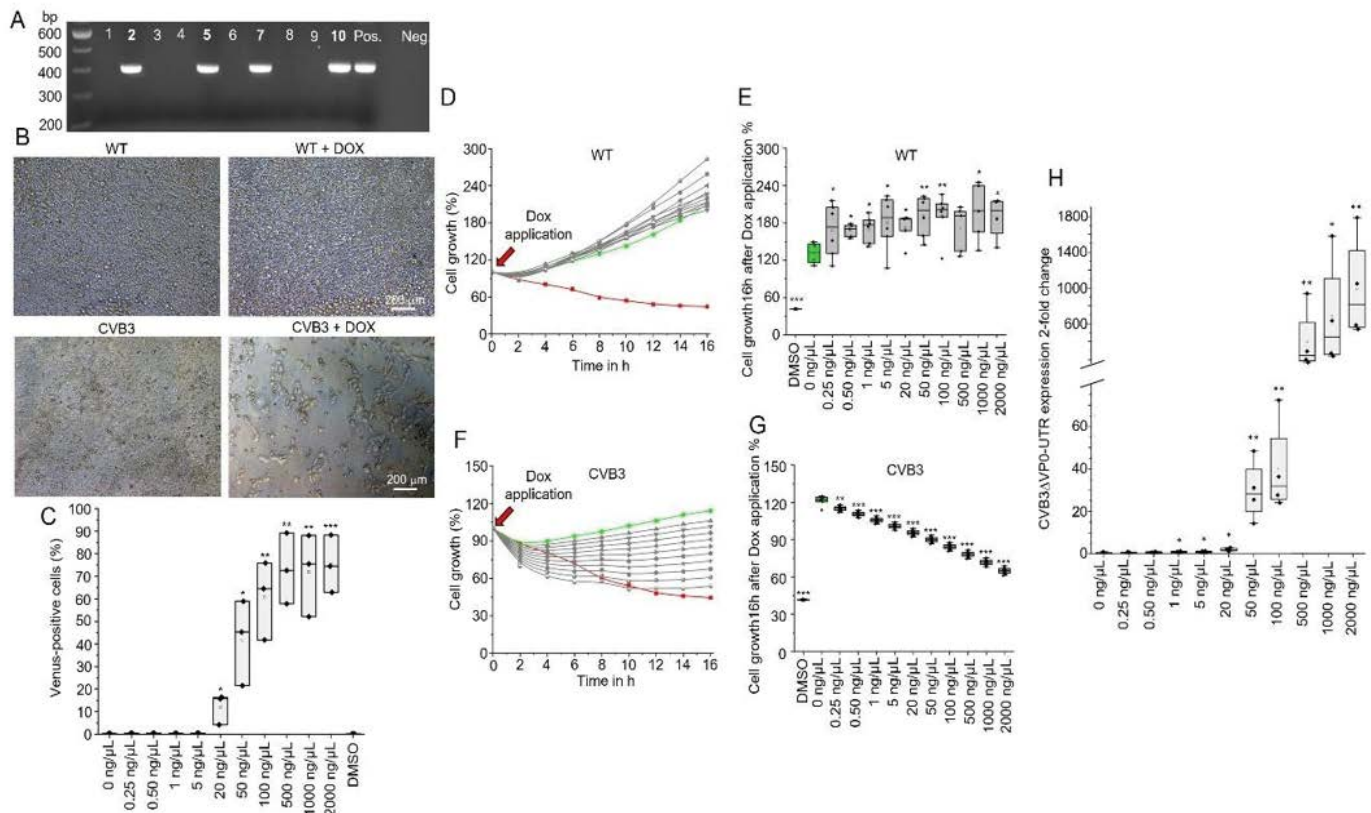 A
bp
600
500
400
300
200
1 2 3 4 5 6 7 8 9 10 Pos. Neg.
B
WT
WT + DOX
200 μm
CVB3
CVB3 + DOX
200 μm
C
Venus-positive cells (%)
100
90
80
70
60
50
40
30
20
10
0
* * ** ** ** ***
0 ng/μL
0.25 ng/μL
0.50 ng/μL
1 ng/μL
5 ng/μL
20 ng/μL
50 ng/μL
100 ng/μL
500 ng/μL
1000 ng/μL
2000 ng/μL
DMSO
D
WT
Dox
application
Cell growth (%)
300
240
180
120
60
0
0 2 4 6 8 10 12 14 16
Time in h
E
WT
Cell growth16h after Dox application %
300
240
180
120
60
0
*** * * * * * ** ** * *
DMSO
0 ng/μL
0.25 ng/μL
0.50 ng/μL
1 ng/μL
5 ng/μL
20 ng/μL
50 ng/μL
100 ng/μL
500 ng/μL
1000 ng/μL
2000 ng/μL
F
CVB3
Dox
application
Cell growth (%)
150
120
90
60
30
0
0 2 4 6 8 10 12 14 16
Time in h
G
CVB3
Cell growth16h after Dox application %
150
120
90
60
30
0
*** ** *** *** *** *** *** *** *** *** ***
DMSO
0 ng/μL
0.25 ng/μL
0.50 ng/μL
1 ng/μL
5 ng/μL
20 ng/μL
50 ng/μL
100 ng/μL
500 ng/μL
1000 ng/μL
2000 ng/μL
H
CVB3ΔVP0-UTR expression 2-fold change
1800
1400
1000
600
60
40
20
0
* * * ** ** ** * **
0 ng/μL
0.25 ng/μL
0.50 ng/μL
1 ng/μL
5 ng/μL
20 ng/μL
50 ng/μL
100 ng/μL
500 ng/μL
1000 ng/μL
2000 ng/μL